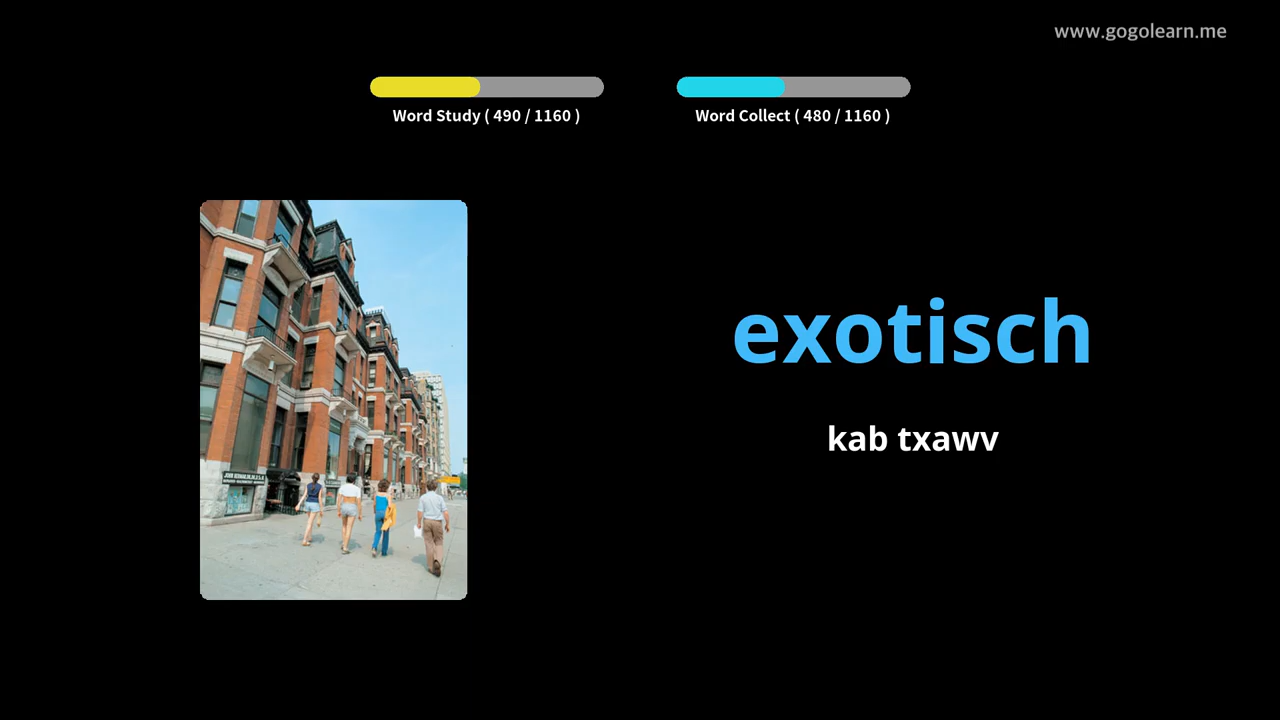 www.gogolearn.me
Word Study ( 490 / 1160 )
Word Collect ( 480 / 1160 )
exotisch
kab txawv